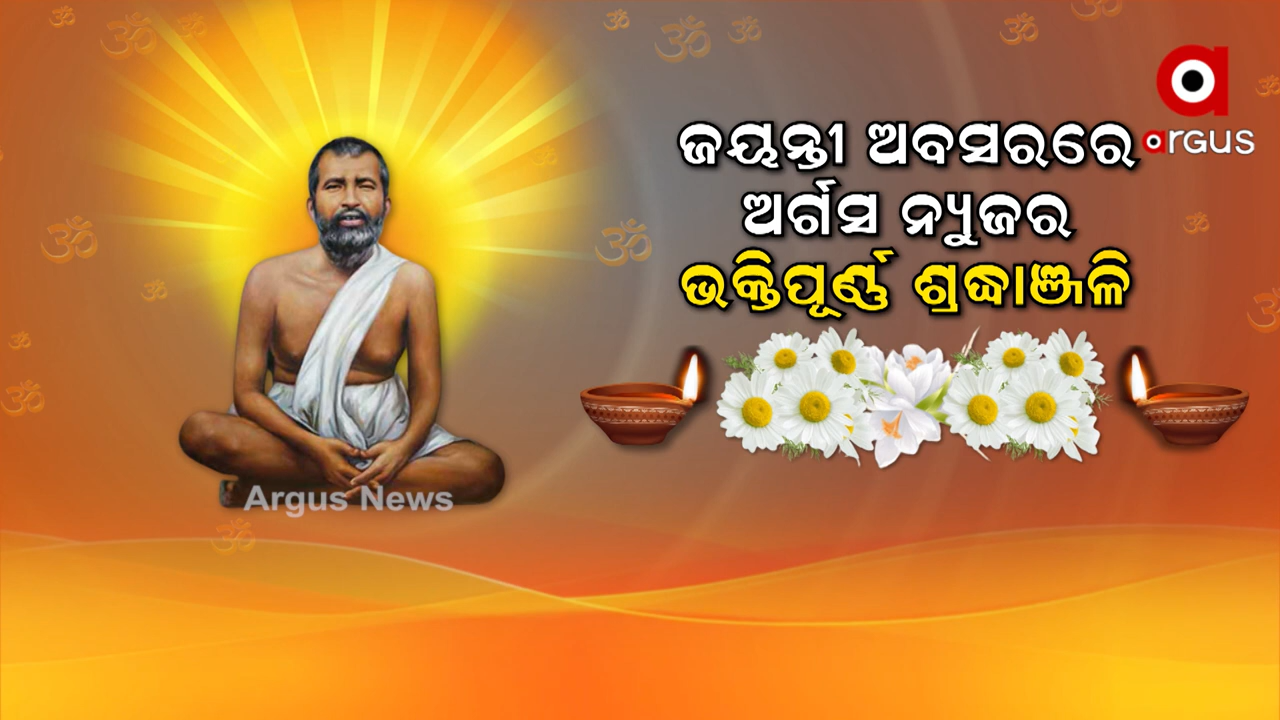 ଜୟନ୍ତୀ ଅବସରରେ
ଅର୍ଗସ ନ୍ୟୁଜର
ଭକ୍ତିପୂର୍ଣ୍ଣ ଶ୍ରଦ୍ଧାଞ୍ଜଳି
argus
Argus News